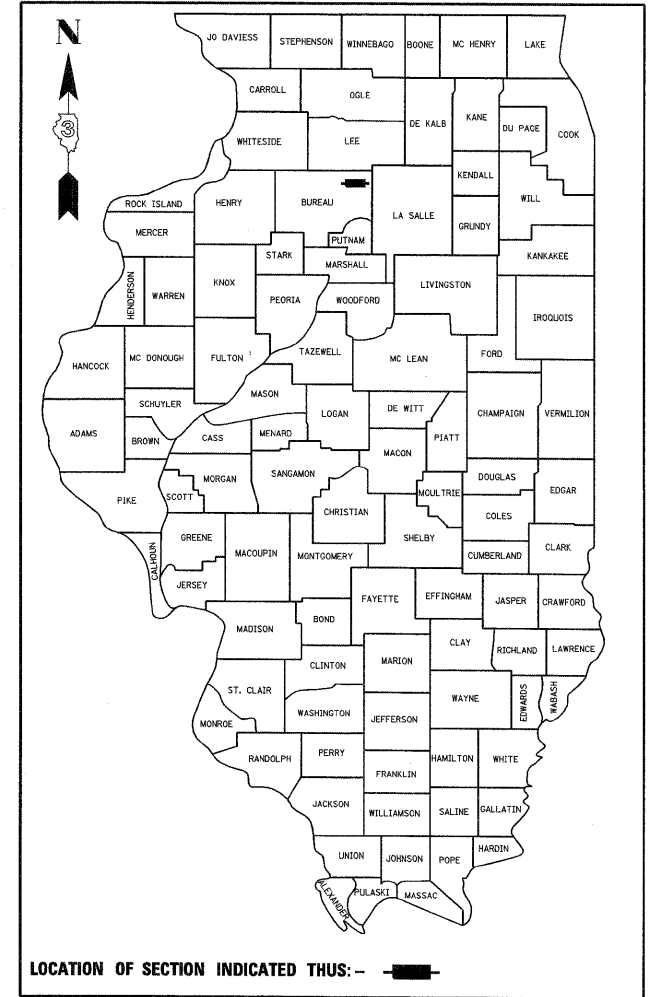 N
3
JO DAVIESS STEPHENSON WINNEBAGO BOONE MC HENRY LAKE
CARROLL OGLE
DE KALB KANE DU PAGE COOK
WHITESIDE LEE
KENDALL WILL
ROCK ISLAND HENRY BUREAU LA SALLE GRUNDY
MERCER PUTNAM
STARK MARSHALL KANKAKEE
HENDERSON WARREN KNOX PEORIA WOODFORD LIVINGSTON IROQUOIS
HANCOCK MC DONOUGH FULTON TAZEWELL MC LEAN FORD
SCHUYLER MASON LOGAN DE WITT CHAMPAIGN VERMILION
ADAMS BROWN CASS MENARD MACON PIATT
PIKE SCOTT MORGAN SANGAMON MOULTRIE DOUGLAS EDGAR
CHRISTIAN COLES
GREENE MACOUPIN MONTGOMERY SHELBY CUMBERLAND CLARK
CALHOUN JERSEY
MADISON BOND FAYETTE EFFINGHAM JASPER CRAWFORD
CLINTON MARION CLAY RICHLAND LAWRENCE
ST. CLAIR WASHINGTON JEFFERSON WAYNE EDWARDS WABASH
MONROE
RANDOLPH PERRY FRANKLIN HAMILTON WHITE
JACKSON WILLIAMSON SALINE GALLATIN
UNION JOHNSON POPE HARDIN
ALEXANDER PULASKI MASSAC
LOCATION OF SECTION INDICATED THUS:–